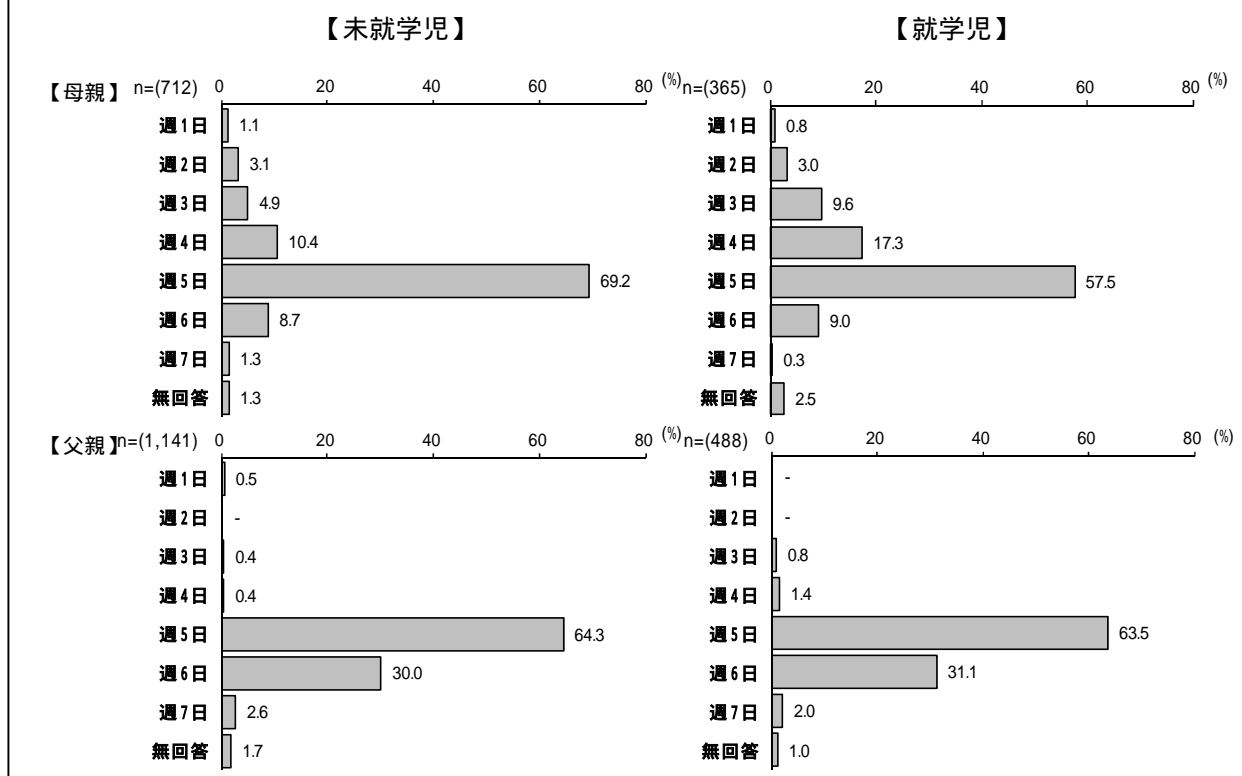 【未就学児】 【就学児】
【母親】 n=(712) 0 20 40 60 80 (%) n=(365) 0 20 40 60 80 (%)
週1日 1.1 週1日 0.8
週2日 3.1 週2日 3.0
週3日 4.9 週3日 9.6
週4日 10.4 週4日 17.3
週5日 69.2 週5日 57.5
週6日 8.7 週6日 9.0
週7日 1.3 週7日 0.3
無回答 1.3 無回答 2.5
【父親】 n=(1,141) 0 20 40 60 80 (%) n=(488) 0 20 40 60 80 (%)
週1日 0.5 週1日 -
週2日 - 週2日 -
週3日 0.4 週3日 0.8
週4日 0.4 週4日 1.4
週5日 64.3 週5日 63.5
週6日 30.0 週6日 31.1
週7日 2.6 週7日 2.0
無回答 1.7 無回答 1.0